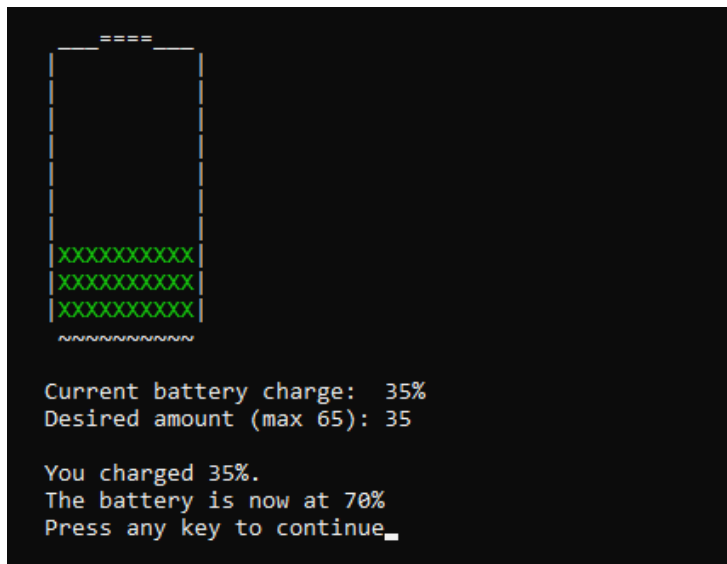 ___====___
|          |
|          |
|          |
|          |
|          |
|          |
|          |
|XXXXXXXXXX|
|XXXXXXXXXX|
|XXXXXXXXXX|
 ~~~~~~~~~~
Current battery charge:  35%
Desired amount (max 65): 35
You charged 35%.
The battery is now at 70%
Press any key to continue